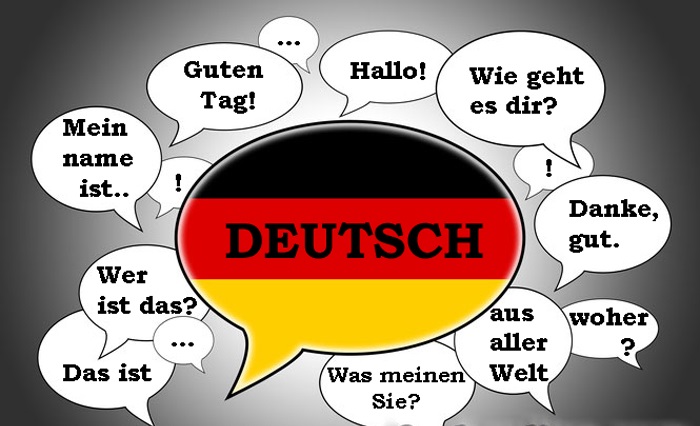 ...
Guten
Tag!
Hallo!
Wie geht
es dir?
Mein
name
ist..
!
!
Danke,
gut.
DEUTSCH
Wer
ist das?
...
Das ist
Was meinen
Sie?
aus
aller
Welt
woher
?